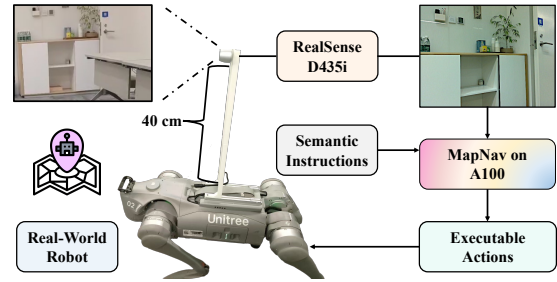 RealSense
D435i
40 cm
Semantic
Instructions
MapNav on
A100
Unitree
Real-World
Robot
Executable
Actions